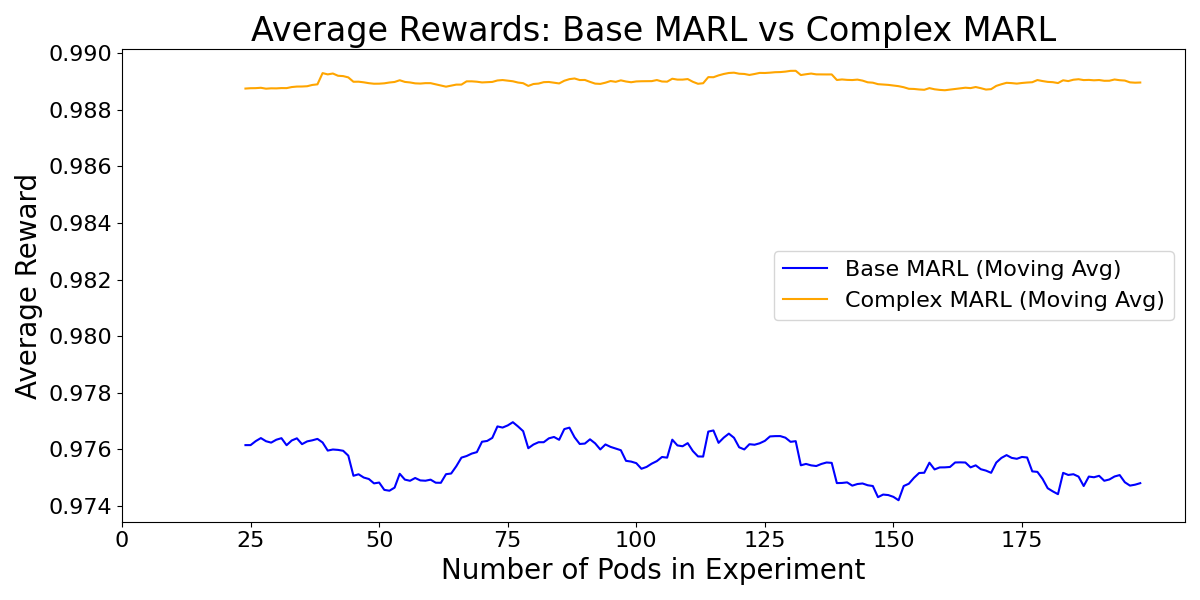 Average Rewards: Base MARL vs Complex MARL
Average Reward
0.990
0.988
0.986
0.984
0.982
0.980
0.978
0.976
0.974
Base MARL (Moving Avg)
Complex MARL (Moving Avg)
0 25 50 75 100 125 150 175
Number of Pods in Experiment